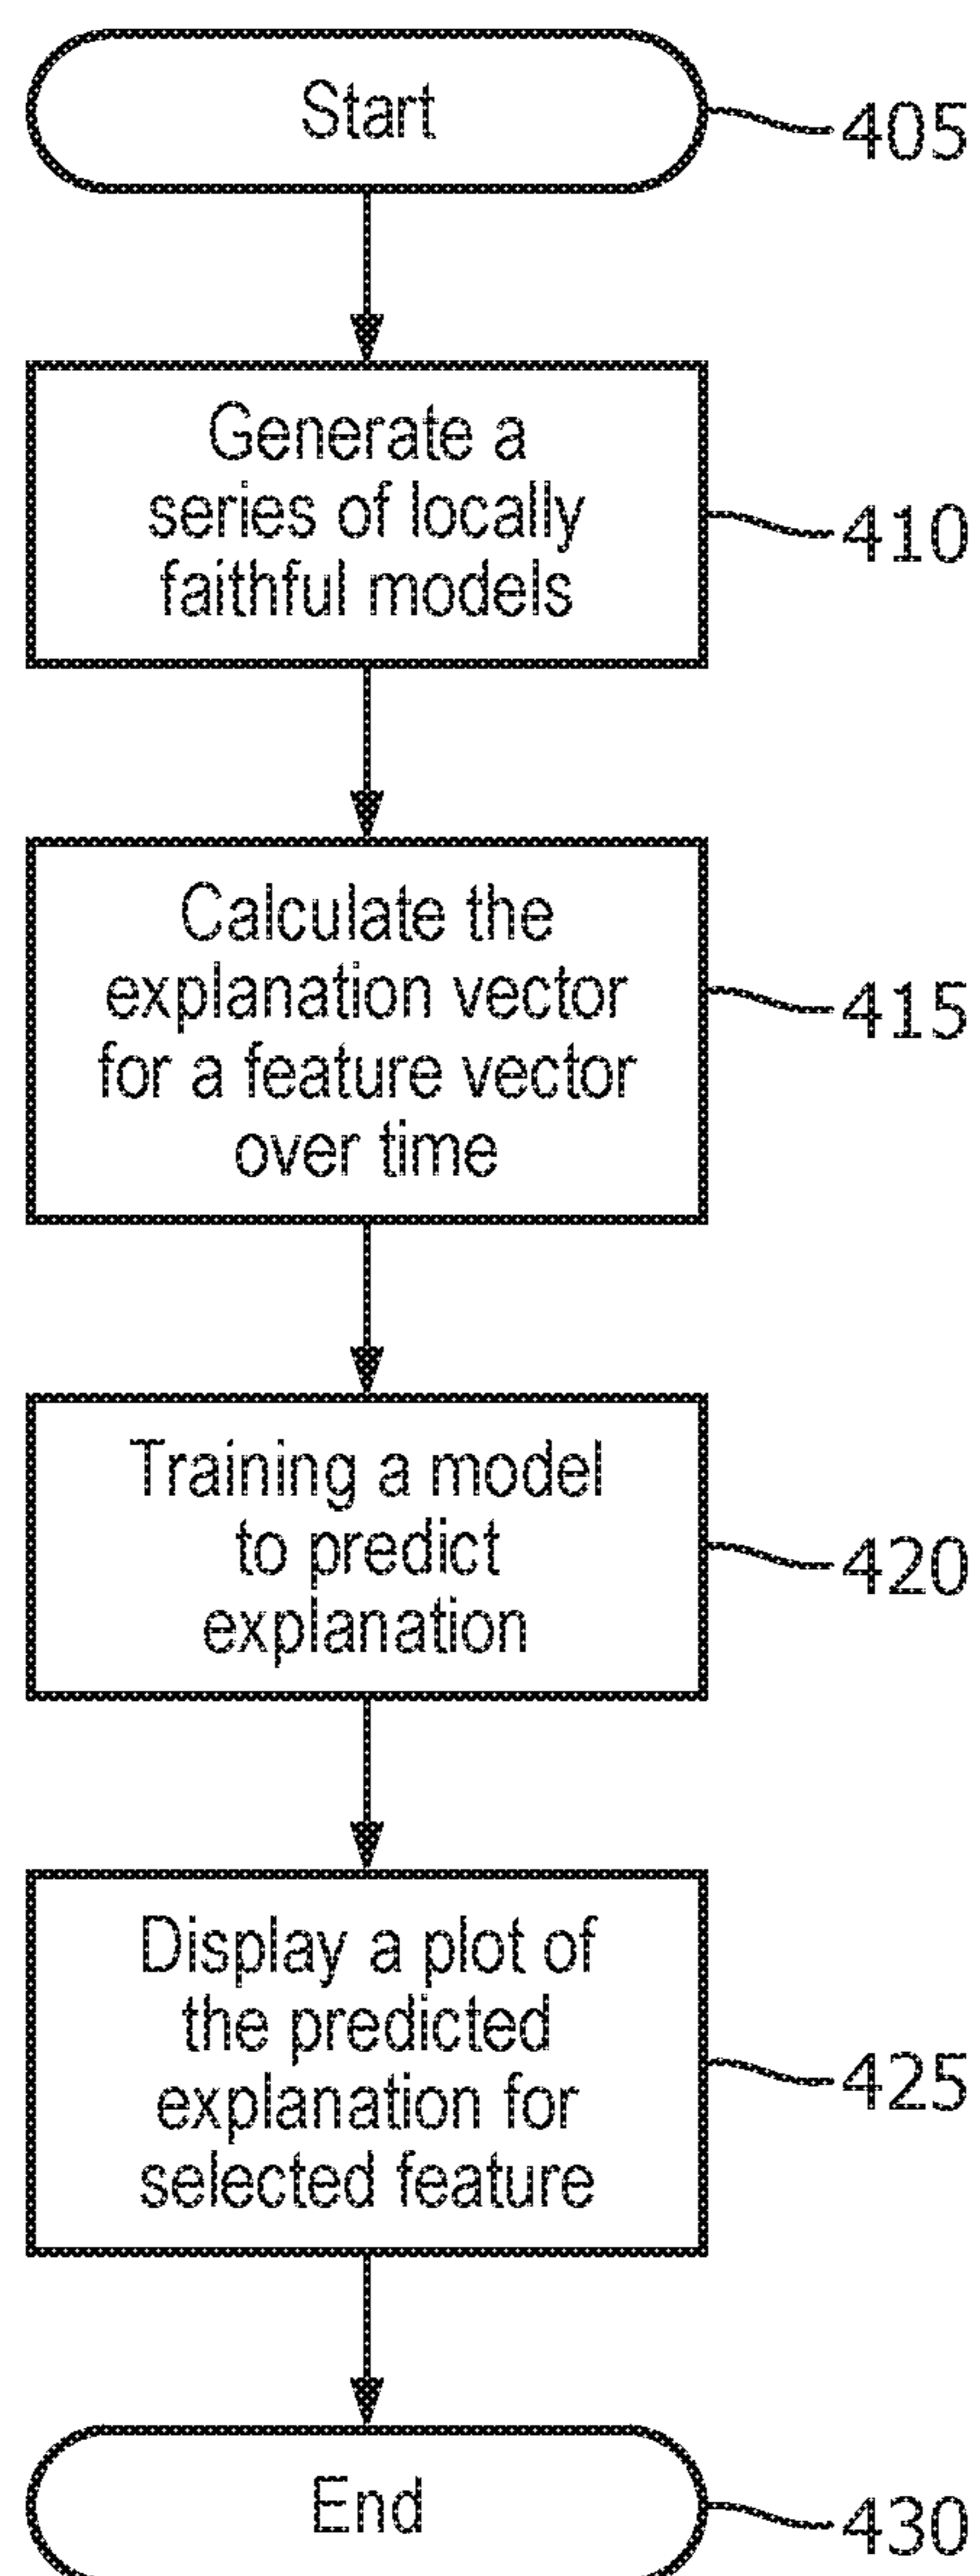 Start
405
Generate a
series of locally
faithful models
410
Calculate the
explanation vector
for a feature vector
over time
415
Training a model
to predict
explanation
420
Display a plot of
the predicted
explanation for
selected feature
425
End
430